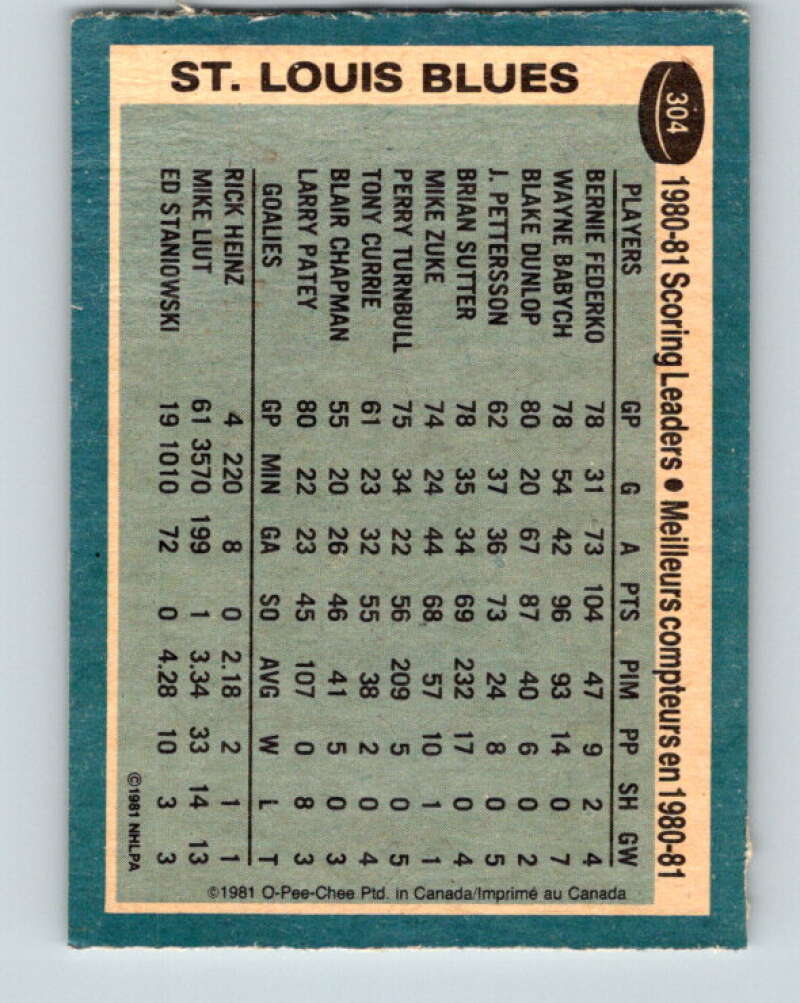 ST. LOUIS BLUES
304
1980-81 Scoring Leaders • Meilleurs compteurs en 1980-81
PLAYERS GP G A PTS PIM PP SH GW
BERNIE FEDERKO 78 31 73 104 47 9 2 4
WAYNE BABYCH 78 54 42 96 93 14 0 7
BLAKE DUNLOP 80 20 67 87 40 6 0 2
J. PETTERSSON 62 37 36 73 24 8 0 5
BRIAN SUTTER 78 35 34 69 232 17 0 4
MIKE ZUKE 74 24 44 68 57 10 1 1
PERRY TURNBULL 75 34 22 56 209 5 0 5
TONY CURRIE 61 23 32 55 38 2 0 4
BLAIR CHAPMAN 55 20 26 46 41 5 0 3
LARRY PATEY 80 22 23 45 107 0 8 3
GOALIES GP MIN GA SO AVG W L T
RICK HEINZ 4 220 8 0 2.18 2 1 1
MIKE LIUT 61 3570 199 1 3.34 33 14 13
ED STANIOWSKI 19 1010 72 0 4.28 10 3 3
©1981 NHLPA
©1981 O-Pee-Chee Ptd. in Canada/Imprimé au Canada